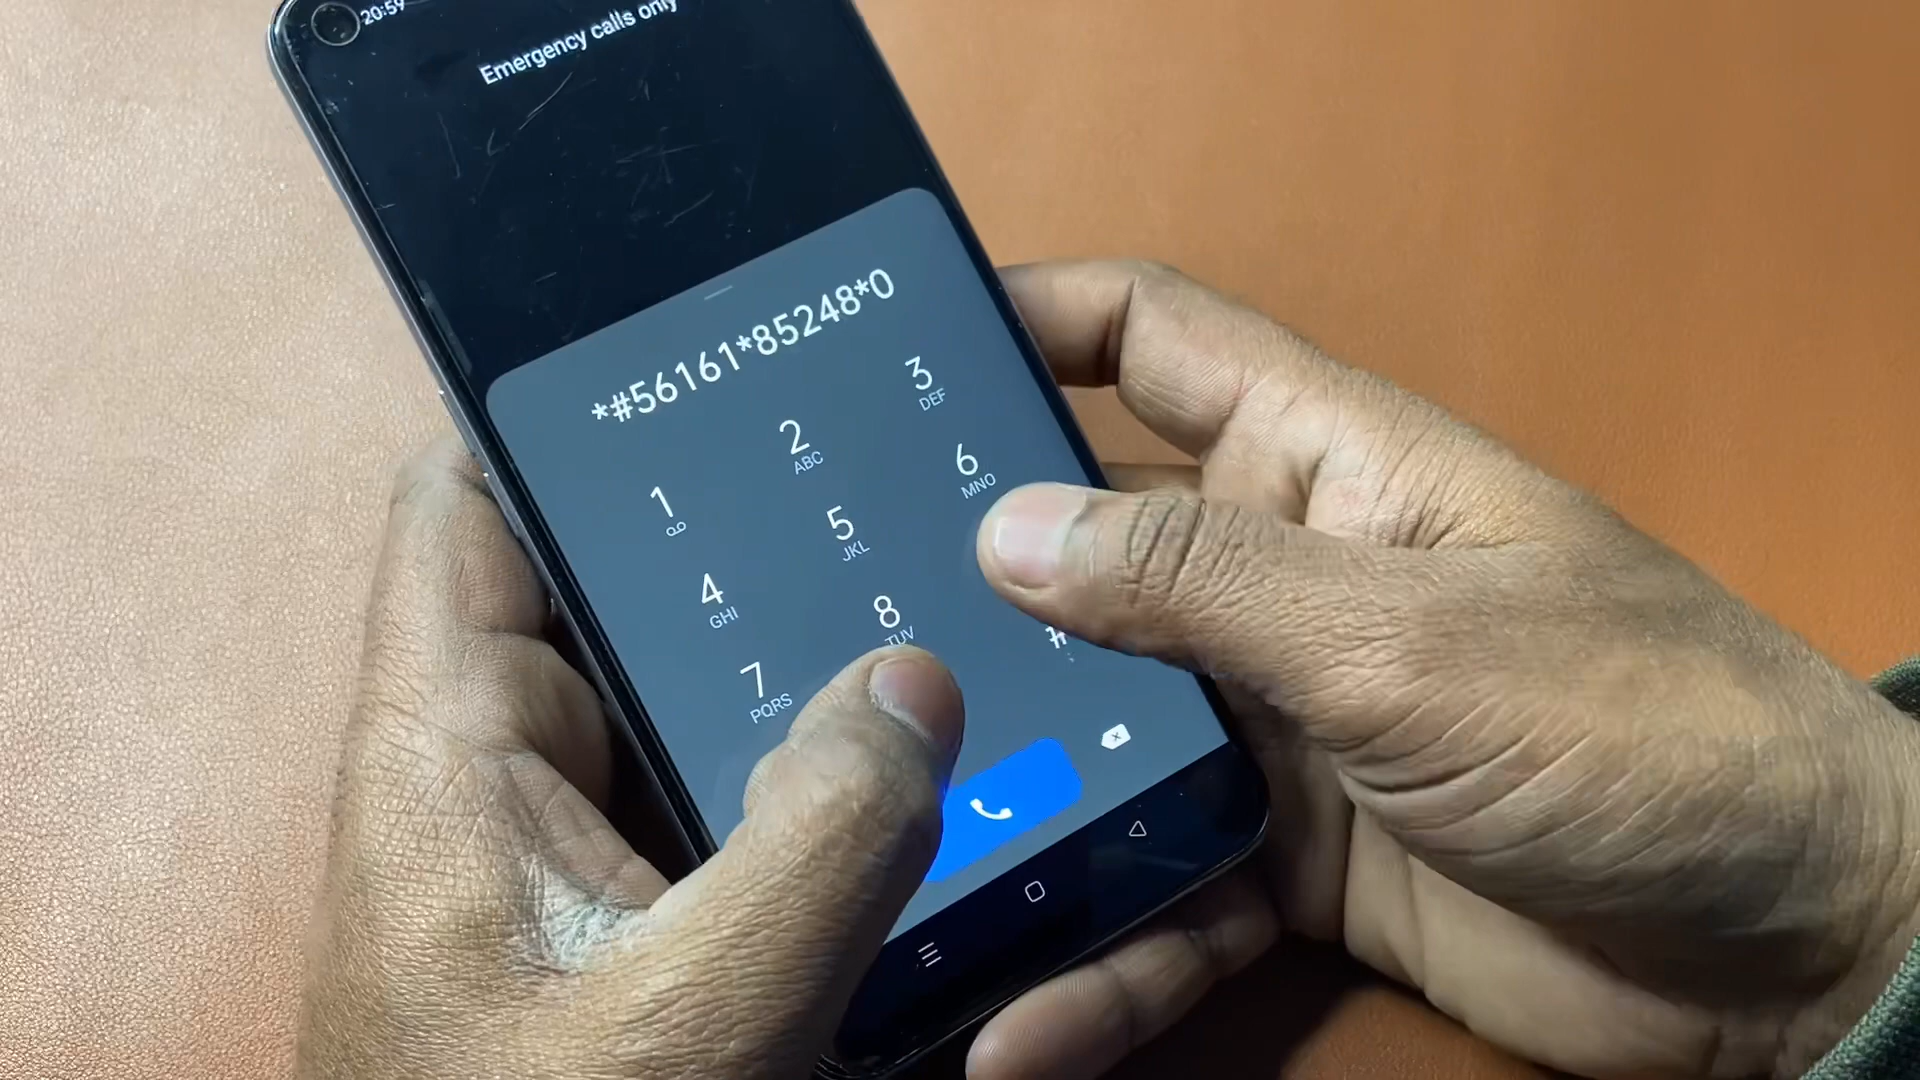 20:59
Emergency calls only
*#56161*85248*0
1
2
ABC
3
DEF
4
GHI
5
JKL
6
MNO
7
PQRS
8
TUV
#